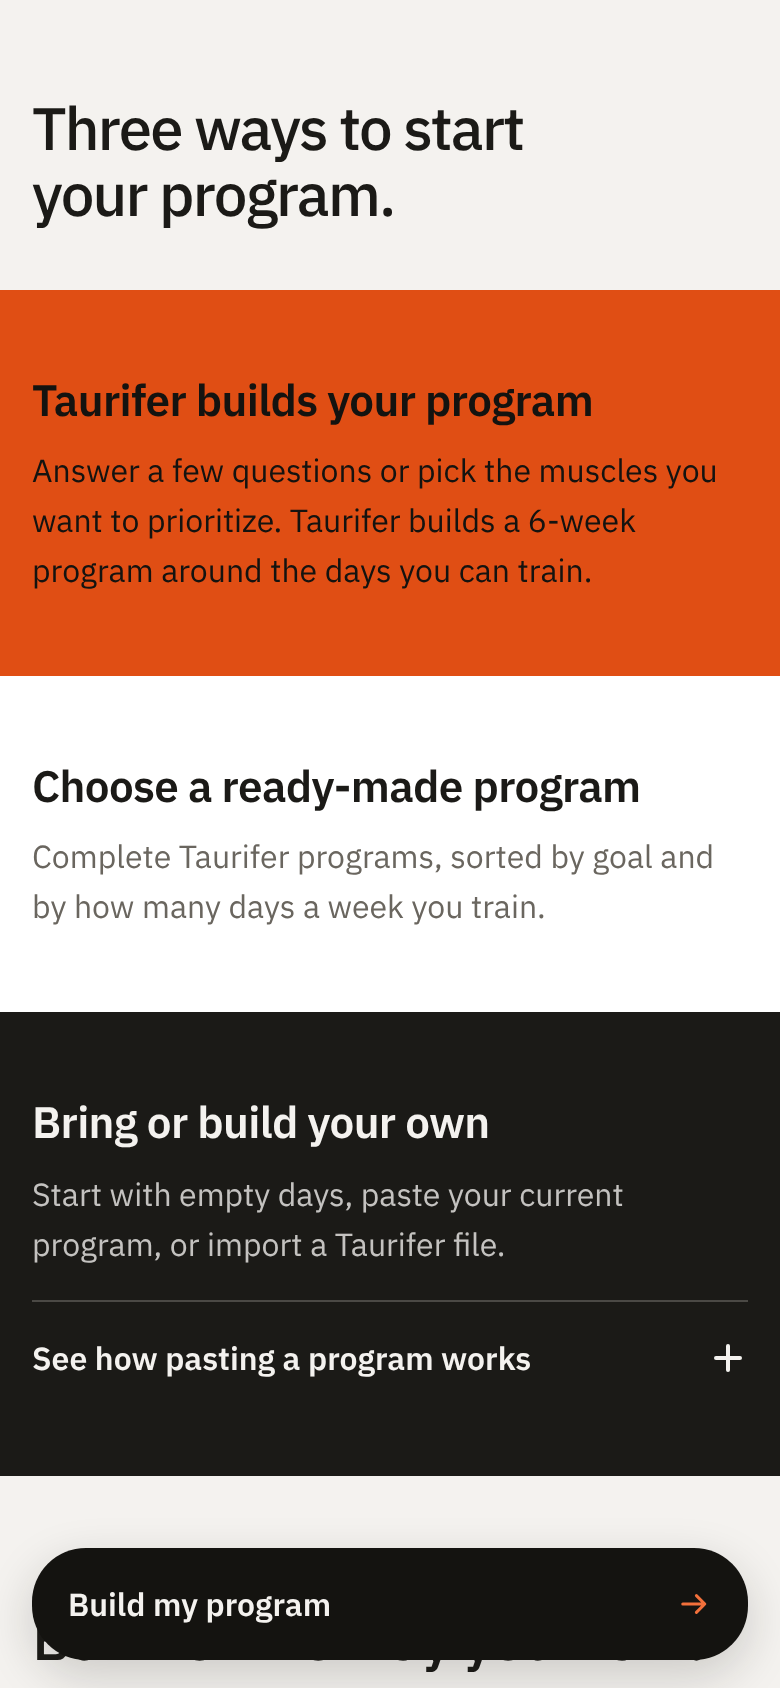 Three ways to start
your program.
Taurifer builds your program
Answer a few questions or pick the muscles you
want to prioritize. Taurifer builds a 6-week
program around the days you can train.
Choose a ready-made program
Complete Taurifer programs, sorted by goal and
by how many days a week you train.
Bring or build your own
Start with empty days, paste your current
program, or import a Taurifer file.
See how pasting a program works
Build my program